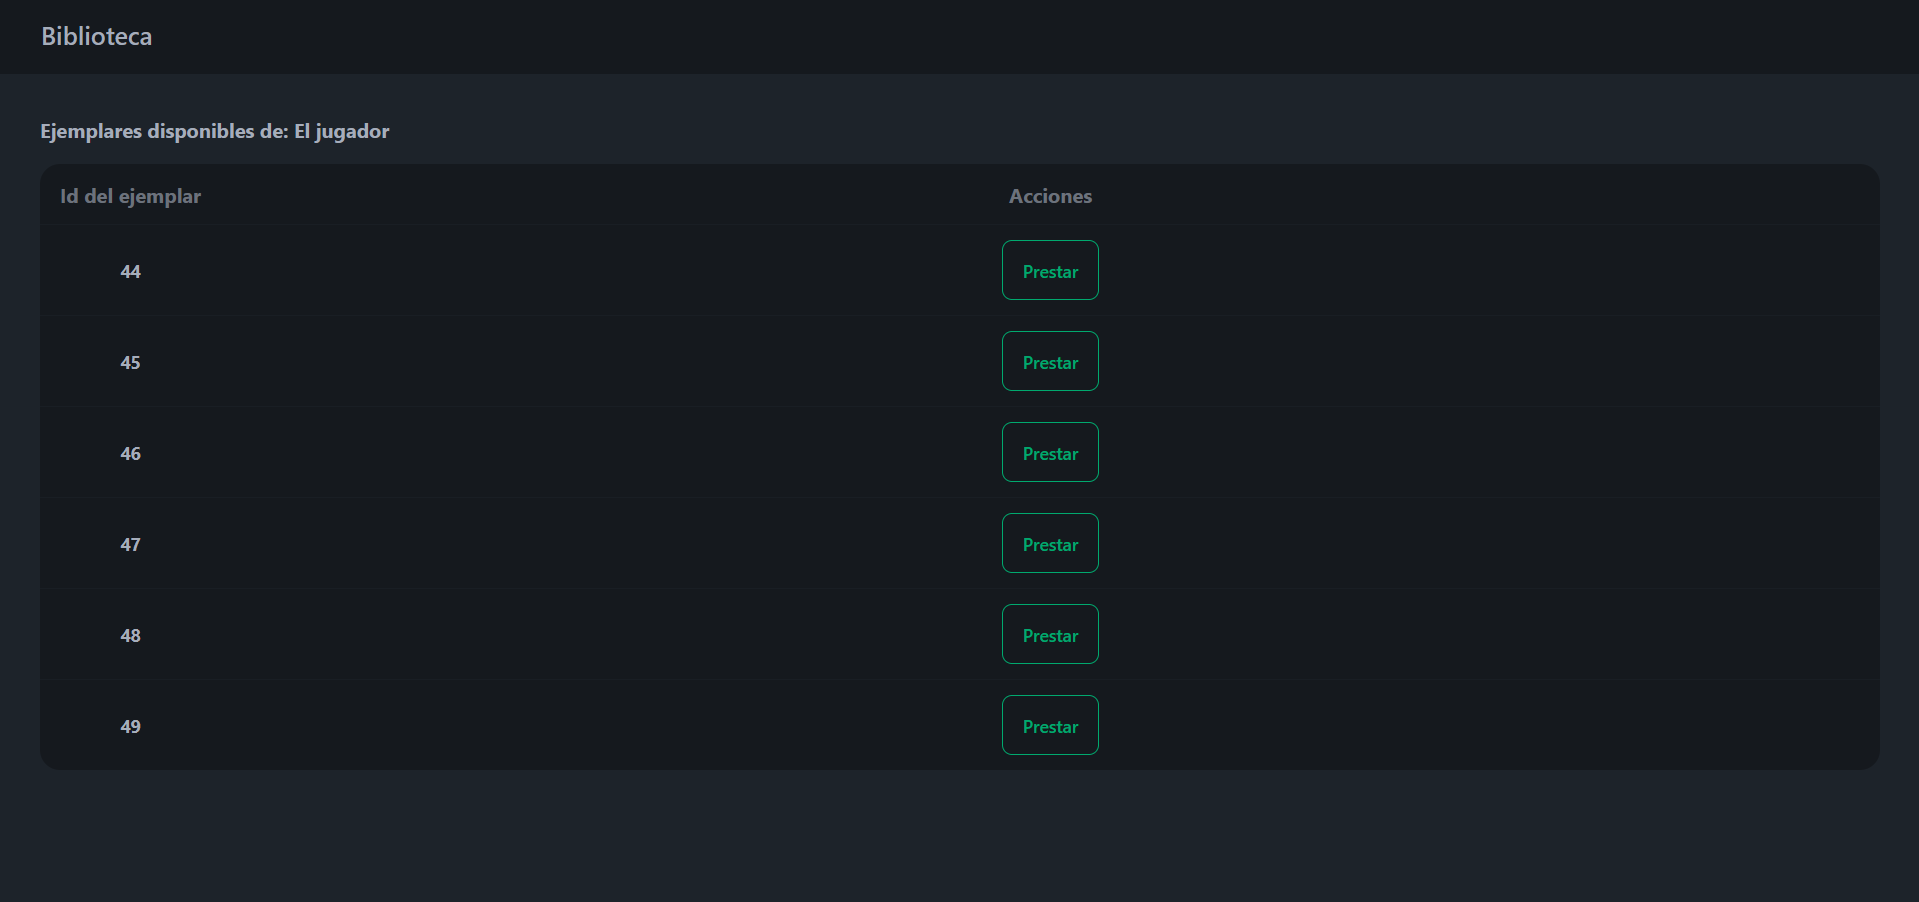 Biblioteca
Ejemplares disponibles de: El jugador
Id del ejemplar Acciones
44 Prestar
45 Prestar
46 Prestar
47 Prestar
48 Prestar
49 Prestar